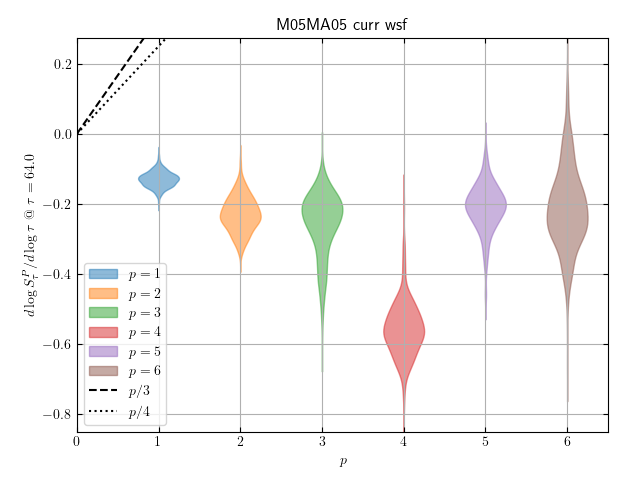 M05MA05 curr wsf
d log S_τ^p / d log τ @ τ = 64.0
0.2
0.0
−0.2
−0.4
−0.6
−0.8
p = 1
p = 2
p = 3
p = 4
p = 5
p = 6
p/3
p/4
0 1 2 3 4 5 6
p